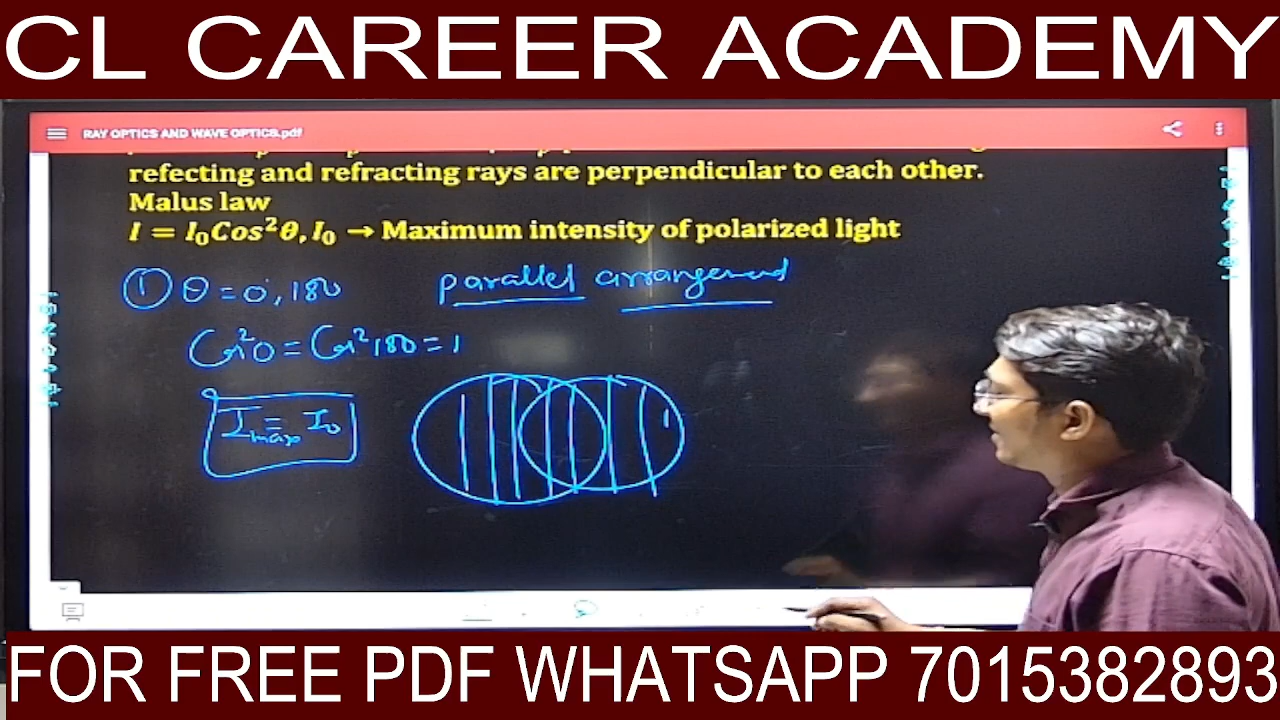 CL CAREER ACADEMY
RAY OPTICS AND WAVE OPTICS.pdf
refecting and refracting rays are perpendicular to each other.
Malus law
I = I₀Cos²θ, I₀ → Maximum intensity of polarized light
① θ = 0, 180 parallel arrangement
Cos²0 = Cos²180 = 1
Imax = I₀
FOR FREE PDF WHATSAPP 7015382893